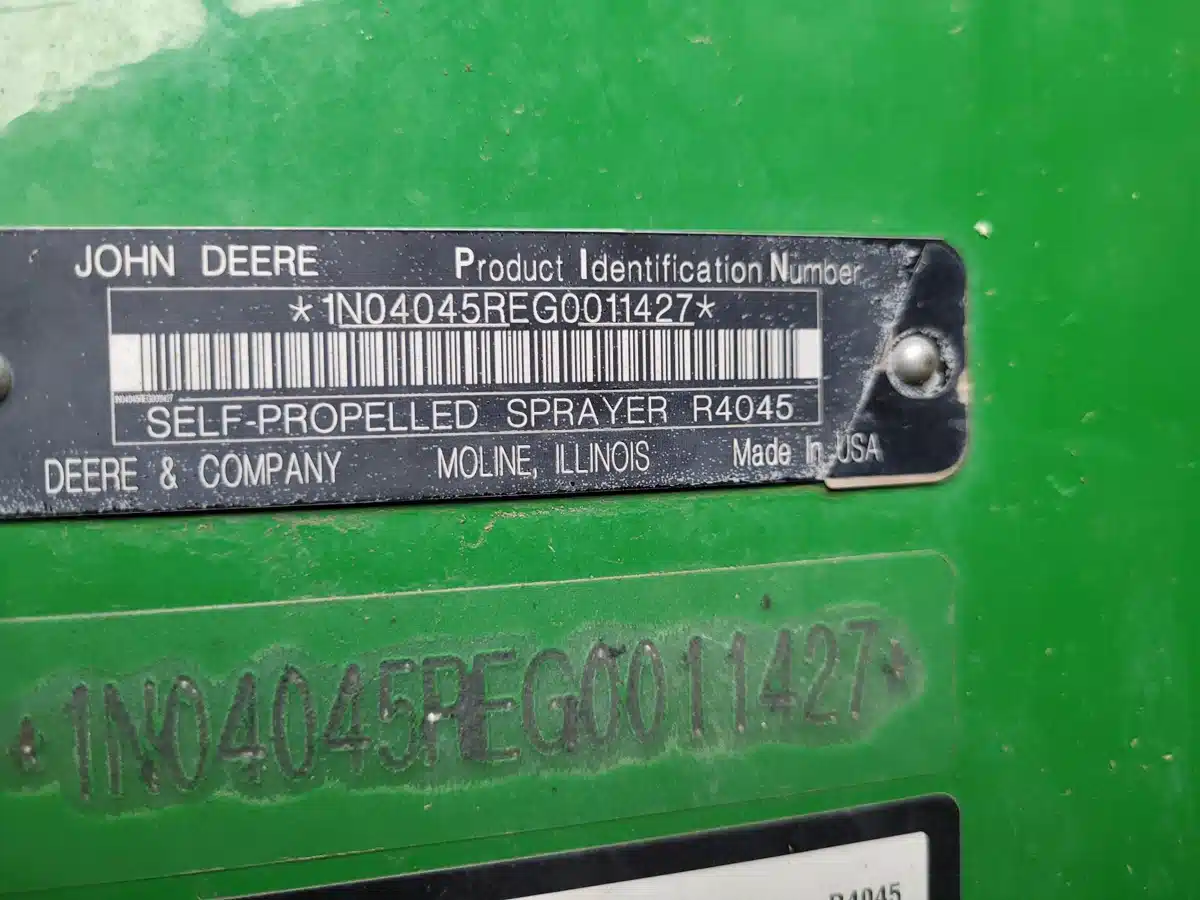 JOHN DEERE Product Identification Number
*1N04045REG0011427*
1N04045REG0011427
SELF-PROPELLED SPRAYER R4045
DEERE & COMPANY MOLINE, ILLINOIS Made In USA
*1N04045REG0011427*
R4045